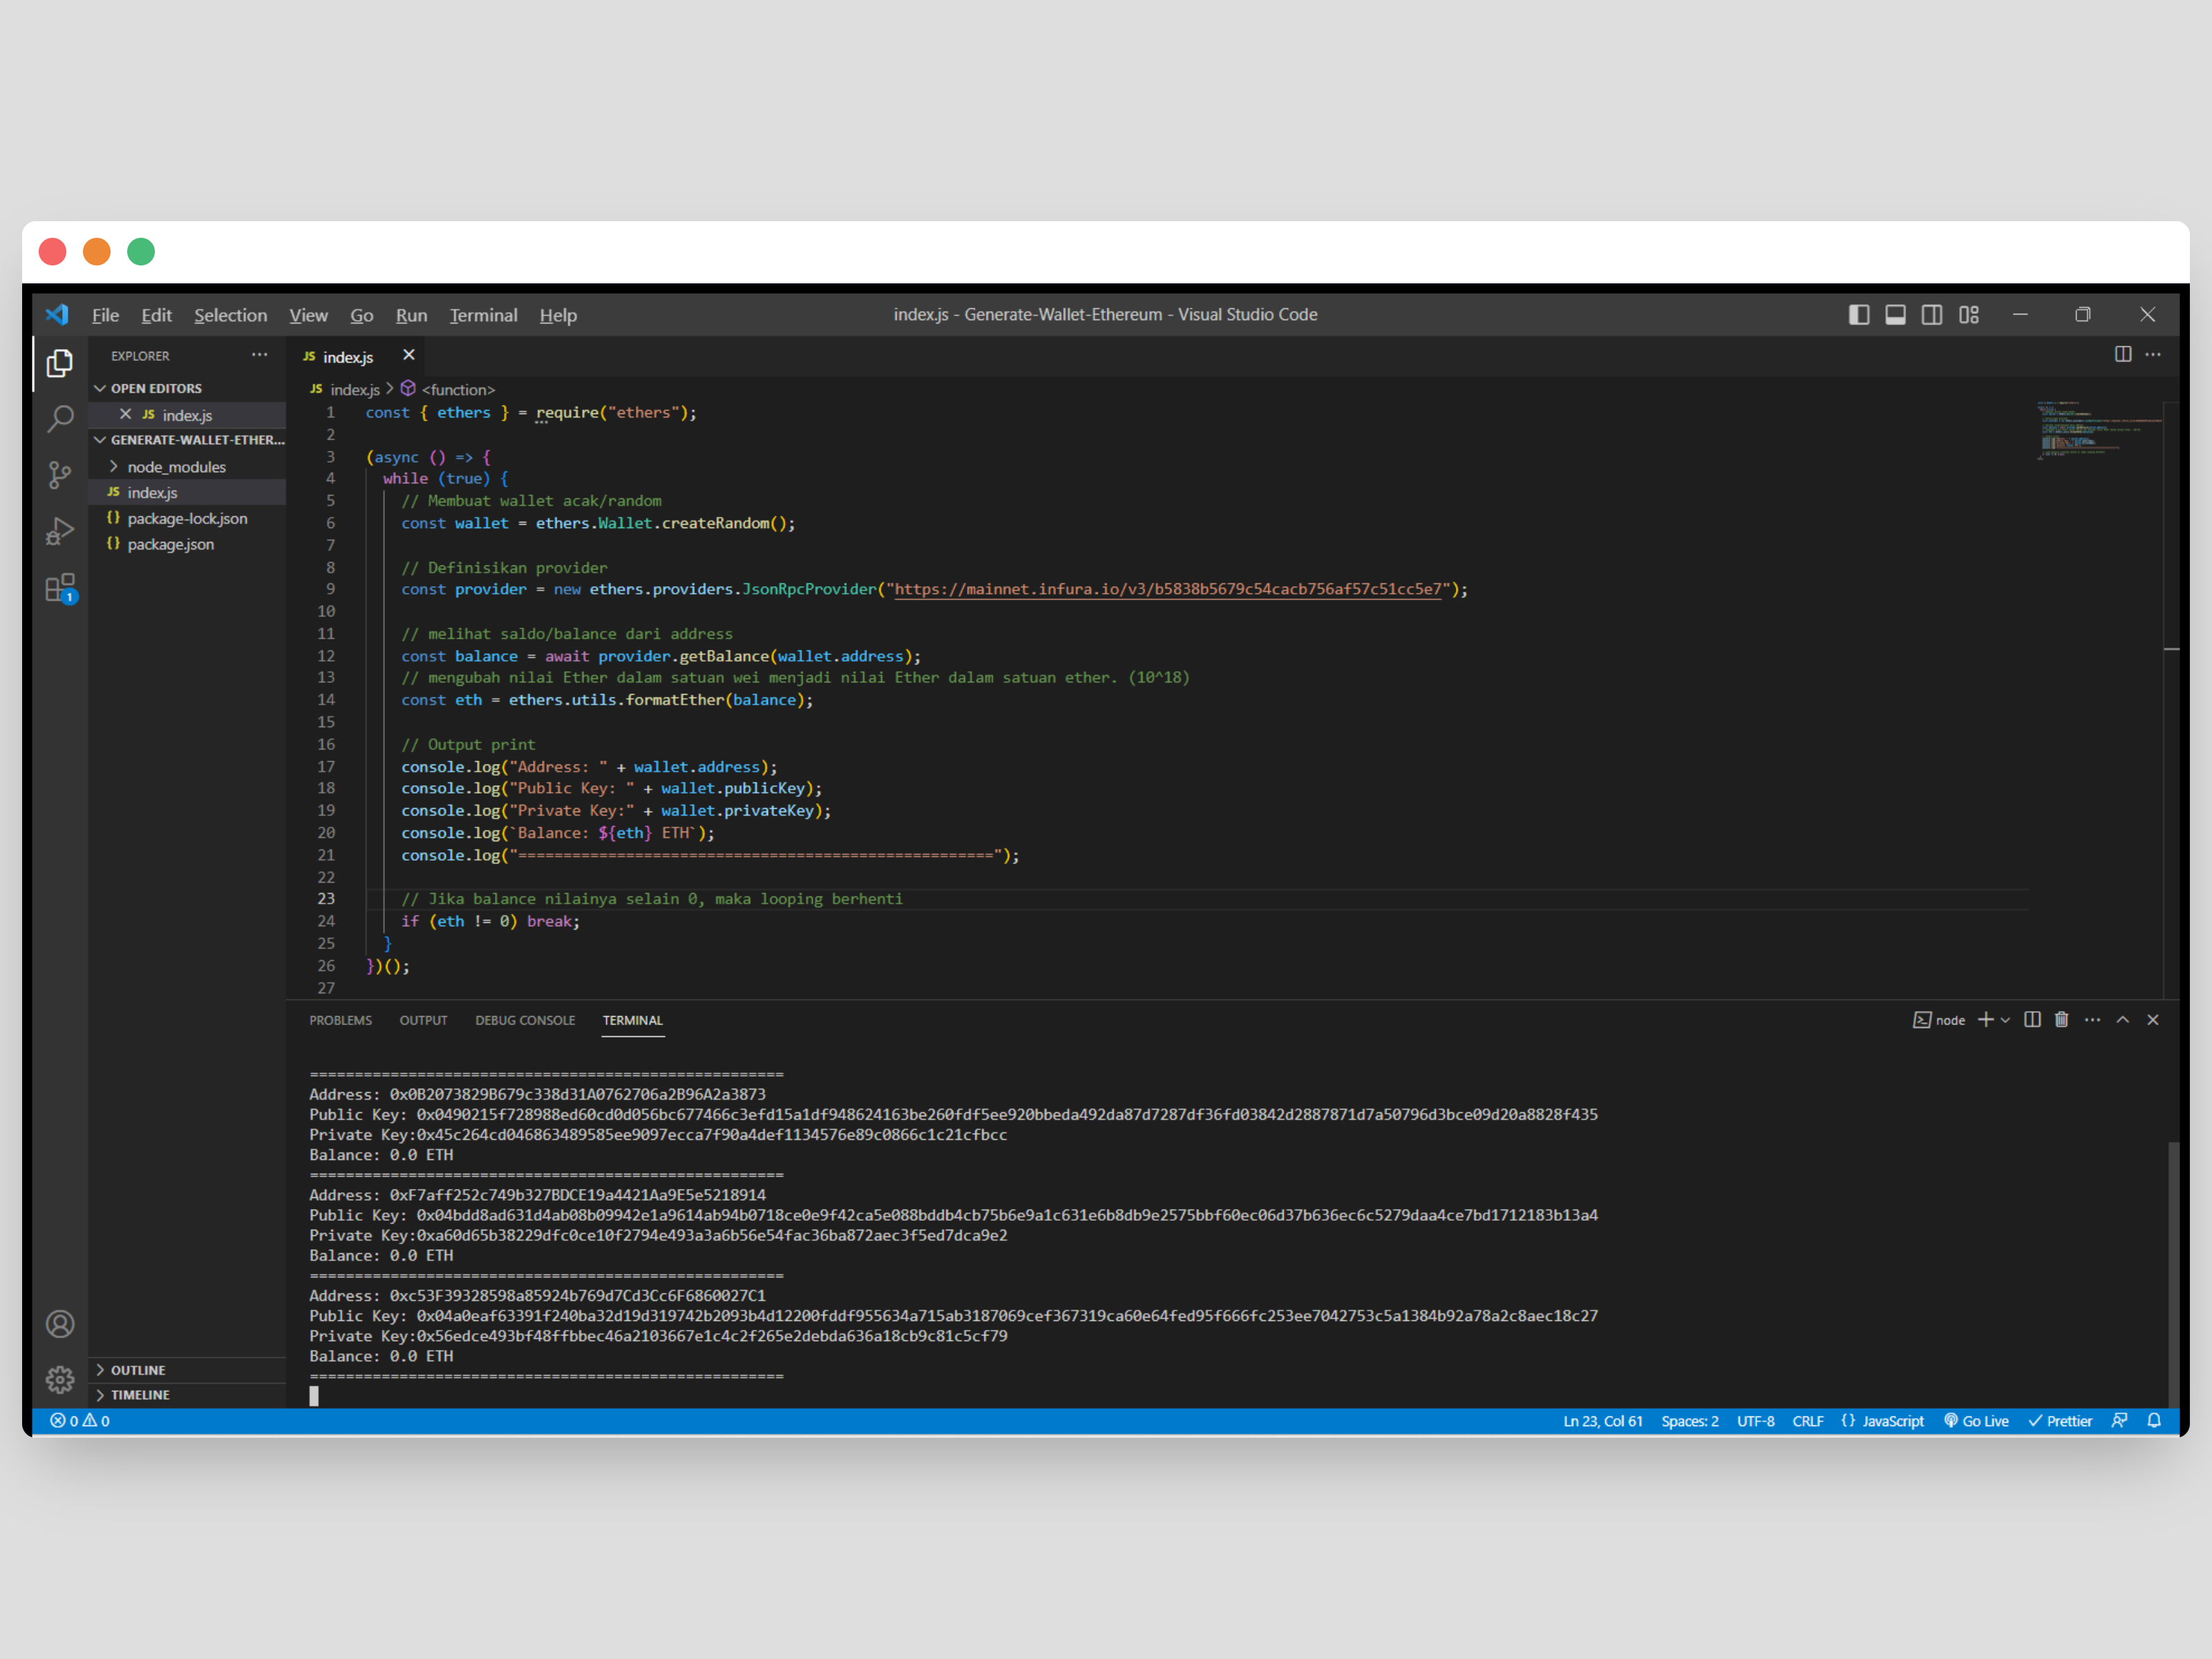 File Edit Selection View Go Run Terminal Help
index.js - Generate-Wallet-Ethereum - Visual Studio Code
EXPLORER
OPEN EDITORS
JS index.js
GENERATE-WALLET-ETHER...
node_modules
JS index.js
{} package-lock.json
{} package.json
OUTLINE
TIMELINE
1
JS index.js
JS index.js > <function>
1 const { ethers } = require("ethers");
2
3 (async () => {
4 while (true) {
5 // Membuat wallet acak/random
6 const wallet = ethers.Wallet.createRandom();
7
8 // Definisikan provider
9 const provider = new ethers.providers.JsonRpcProvider("https://mainnet.infura.io/v3/b5838b5679c54cacb756af57c51cc5e7");
10
11 // melihat saldo/balance dari address
12 const balance = await provider.getBalance(wallet.address);
13 // mengubah nilai Ether dalam satuan wei menjadi nilai Ether dalam satuan ether. (10^18)
14 const eth = ethers.utils.formatEther(balance);
15
16 // Output print
17 console.log("Address: " + wallet.address);
18 console.log("Public Key: " + wallet.publicKey);
19 console.log("Private Key:" + wallet.privateKey);
20 console.log(`Balance: ${eth} ETH`);
21 console.log("=====================================================");
22
23 // Jika balance nilainya selain 0, maka looping berhenti
24 if (eth != 0) break;
25 }
26 })();
27
PROBLEMS OUTPUT DEBUG CONSOLE TERMINAL
node
=====================================================
Address: 0x0B2073829B679c338d31A0762706a2B96A2a3873
Public Key: 0x0490215f728988ed60cd0d056bc677466c3efd15a1df948624163be260fdf5ee920bbeda492da87d7287df36fd03842d2887871d7a50796d3bce09d20a8828f435
Private Key:0x45c264cd046863489585ee9097ecca7f90a4def1134576e89c0866c1c21cfbcc
Balance: 0.0 ETH
=====================================================
Address: 0xF7aff252c749b327BDCE19a4421Aa9E5e5218914
Public Key: 0x04bdd8ad631d4ab08b09942e1a9614ab94b0718ce0e9f42ca5e088bddb4cb75b6e9a1c631e6b8db9e2575bbf60ec06d37b636ec6c5279daa4ce7bd1712183b13a4
Private Key:0xa60d65b38229dfc0ce10f2794e493a3a6b56e54fac36ba872aec3f5ed7dca9e2
Balance: 0.0 ETH
=====================================================
Address: 0xc53F39328598a85924b769d7Cd3Cc6F6860027C1
Public Key: 0x04a0eaf63391f240ba32d19d319742b2093b4d12200fddf955634a715ab3187069cef367319ca60e64fed95f666fc253ee7042753c5a1384b92a78a2c8aec18c27
Private Key:0x56edce493bf48ffbbec46a2103667e1c4c2f265e2debda636a18cb9c81c5cf79
Balance: 0.0 ETH
=====================================================
0 0
Ln 23, Col 61 Spaces: 2 UTF-8 CRLF {} JavaScript Go Live Prettier